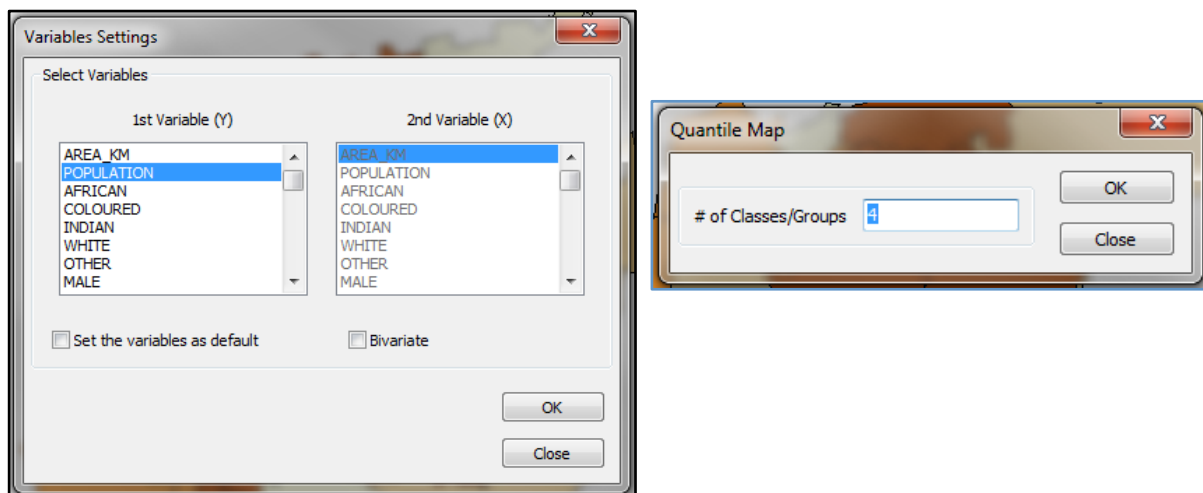 Variables Settings
Select Variables
1st Variable (Y)
2nd Variable (X)
AREA_KM
POPULATION
AFRICAN
COLOURED
INDIAN
WHITE
OTHER
MALE
AREA_KM
POPULATION
AFRICAN
COLOURED
INDIAN
WHITE
OTHER
MALE
Set the variables as default
Bivariate
OK
Close
Quantile Map
# of Classes/Groups 4
OK
Close